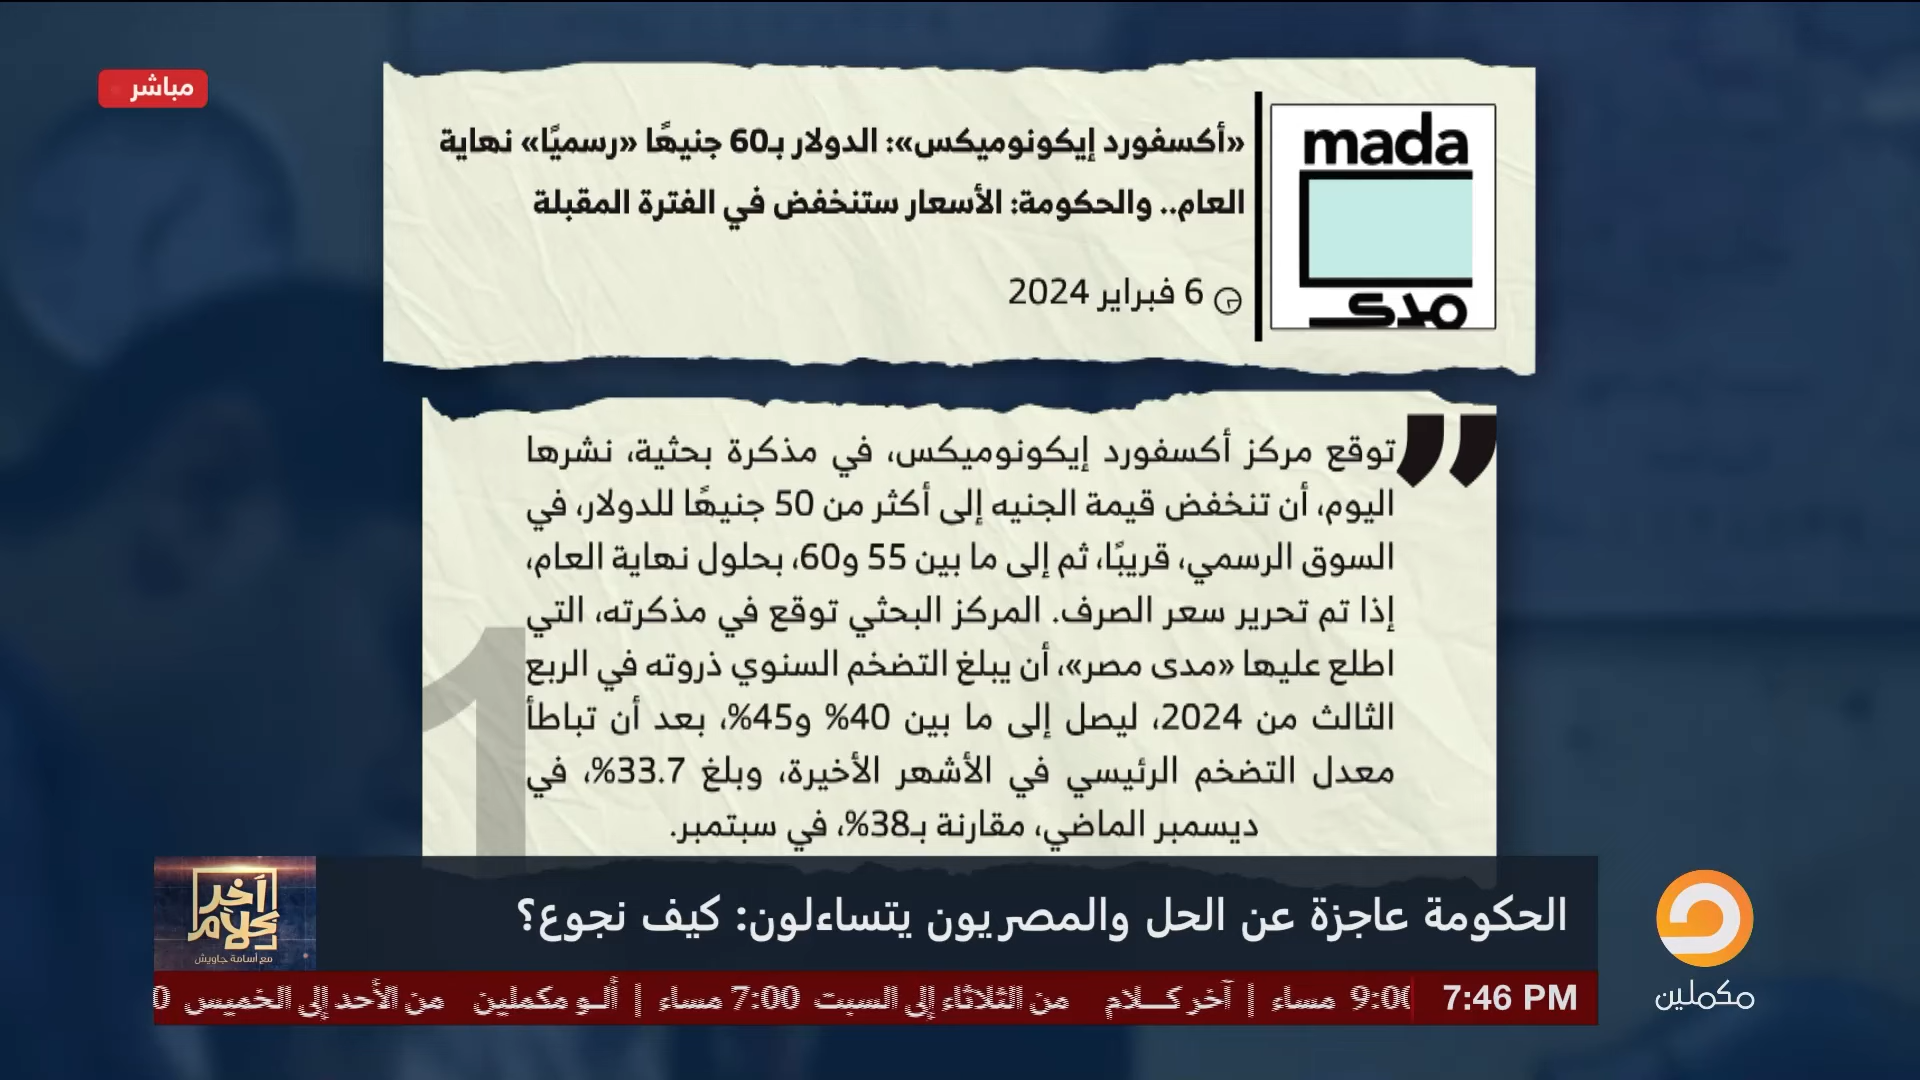 مباشر
mada
مدى
«أكسفورد إيكونوميكس»: الدولار بـ60 جنيهًا «رسميًا» نهاية
العام.. والحكومة: الأسعار ستنخفض في الفترة المقبلة
6 فبراير 2024
توقع مركز أكسفورد إيكونوميكس، في مذكرة بحثية، نشرها
اليوم، أن تنخفض قيمة الجنيه إلى أكثر من 50 جنيهًا للدولار، في
السوق الرسمي، قريبًا، ثم إلى ما بين 55 و60، بحلول نهاية العام،
إذا تم تحرير سعر الصرف. المركز البحثي توقع في مذكرته، التي
اطلع عليها «مدى مصر»، أن يبلغ التضخم السنوي ذروته في الربع
الثالث من 2024، ليصل إلى ما بين 40% و45%، بعد أن تباطأ
معدل التضخم الرئيسي في الأشهر الأخيرة، وبلغ 33.7%، في
ديسمبر الماضي، مقارنة بـ38%، في سبتمبر.
1
آخر كلام
مع أسامة جاويش
الحكومة عاجزة عن الحل والمصريون يتساءلون: كيف نجوع؟
7:46 PM
9:00 مساء | آخر كـــلام من الثلاثاء إلى السبت 7:00 مساء | ألـو مكملين من الأحد إلى الخميس
مكملين